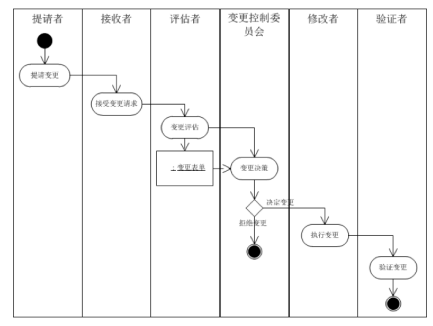 提请者
接收者
评估者
变更控制委
员会
修改者
验证者
提请变更
接受变更请求
变更评估
：变更表单
变更决策
决定变更
拒绝变更
执行变更
验证变更